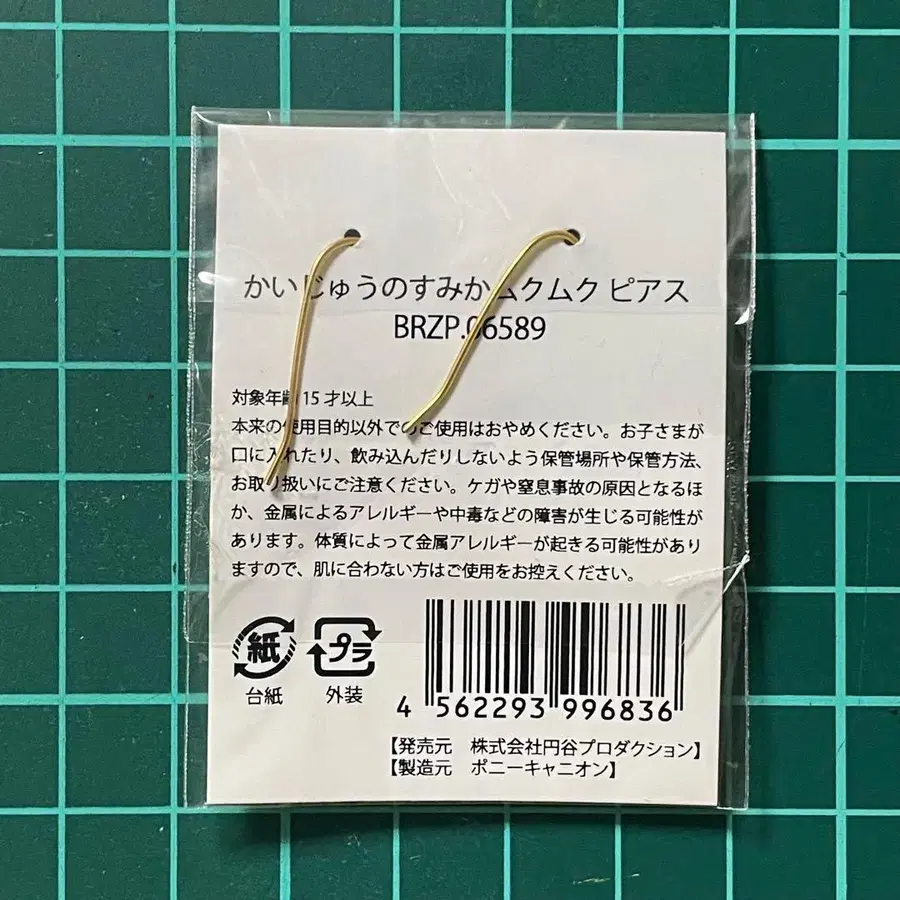 かいじゅうのすみかムクムク ピアス
BRZP.06589
対象年齢 15 才以上
本来の使用目的以外でのご使用はおやめください。お子さまが
口に入れたり、飲み込んだりしないよう保管場所や保管方法、
お取り扱いにご注意ください。ケガや窒息事故の原因となるほ
か、金属によるアレルギーや中毒などの障害が生じる可能性が
あります。体質によって金属アレルギーが起きる可能性があり
ますので、肌に合わない方はご使用をお控えください。
紙
プラ
台紙
外装
4 562293 996836
【発売元 株式会社円谷プロダクション】
【製造元 ポニーキャニオン】